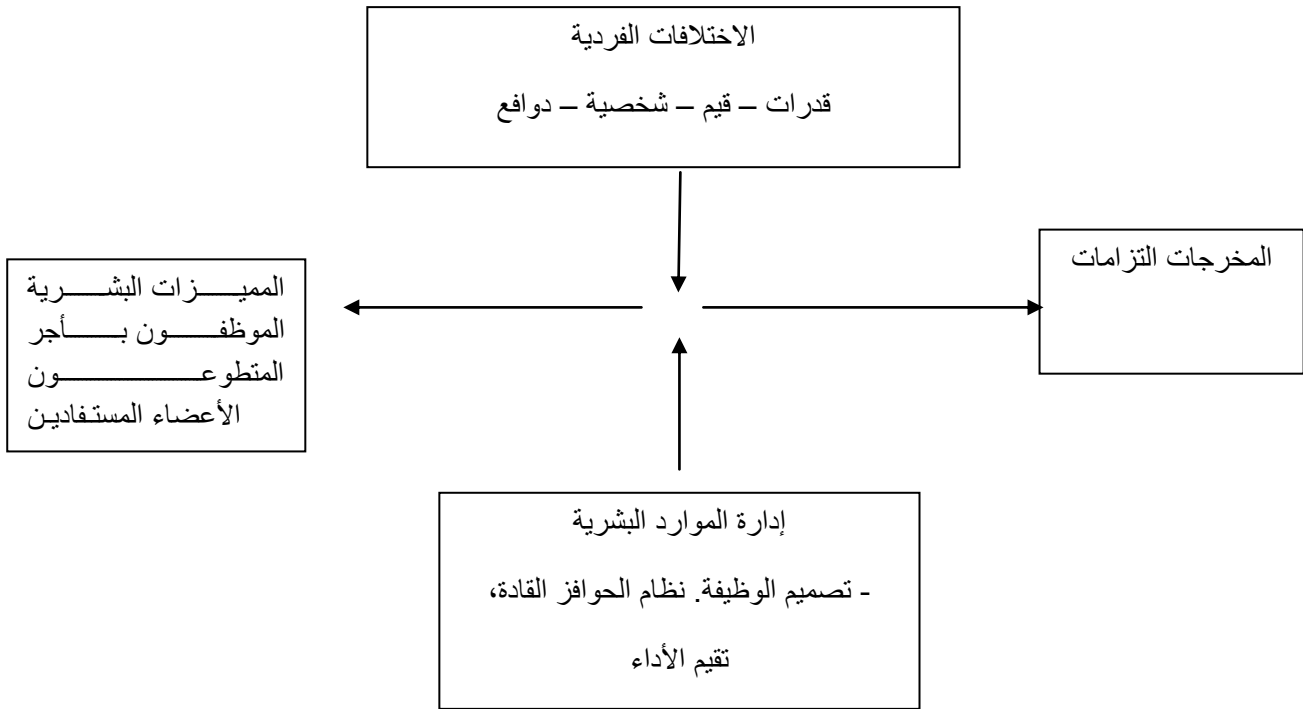 الاختلافات الفردية
قدرات – قيم – شخصية – دوافع
المخرجات التزامات
المميزات البشرية
الموظفون بأجر
المتطوعون
الأعضاء المستفادين
إدارة الموارد البشرية
- تصميم الوظيفة. نظام الحوافز القادة،
تقيم الأداء